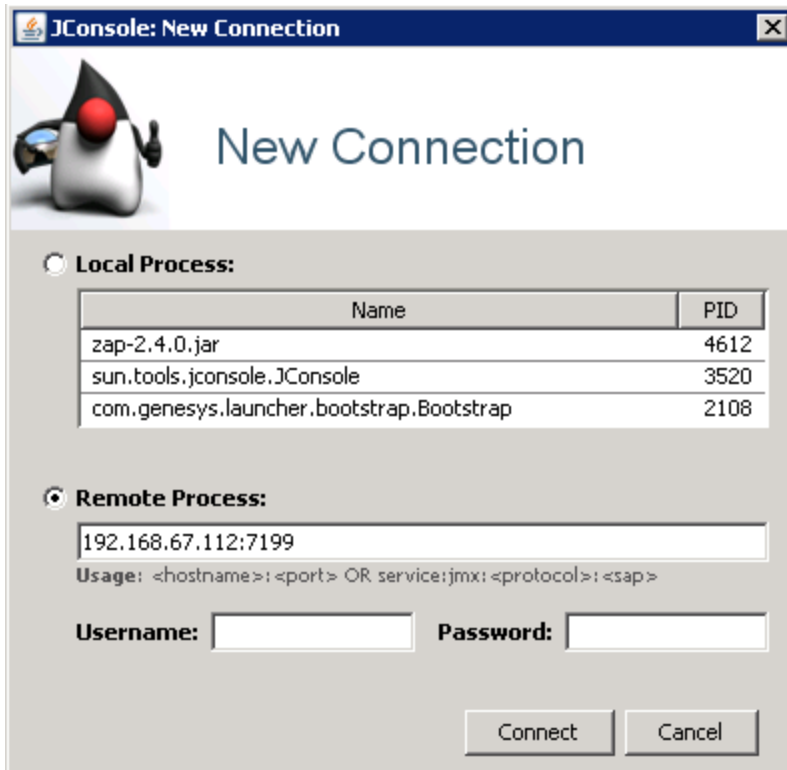 JConsole: New Connection
New Connection
Local Process:
Name PID
zap-2.4.0.jar 4612
sun.tools.jconsole.JConsole 3520
com.genesys.launcher.bootstrap.Bootstrap 2108
Remote Process:
192.168.67.112:7199
Usage: <hostname>:<port> OR service:jmx:<protocol>:<sap>
Username: Password:
Connect Cancel